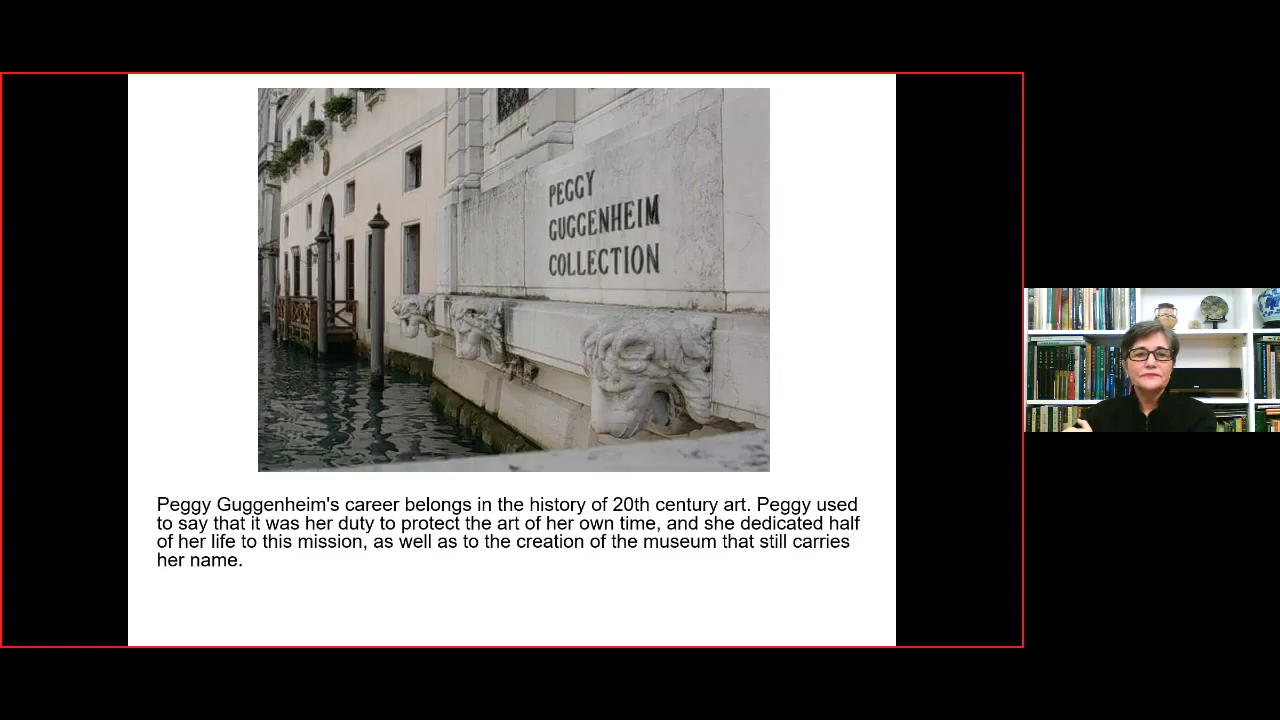 PEGGY
GUGGENHEIM
COLLECTION
Peggy Guggenheim's career belongs in the history of 20th century art. Peggy used
to say that it was her duty to protect the art of her own time, and she dedicated half
of her life to this mission, as well as to the creation of the museum that still carries
her name.